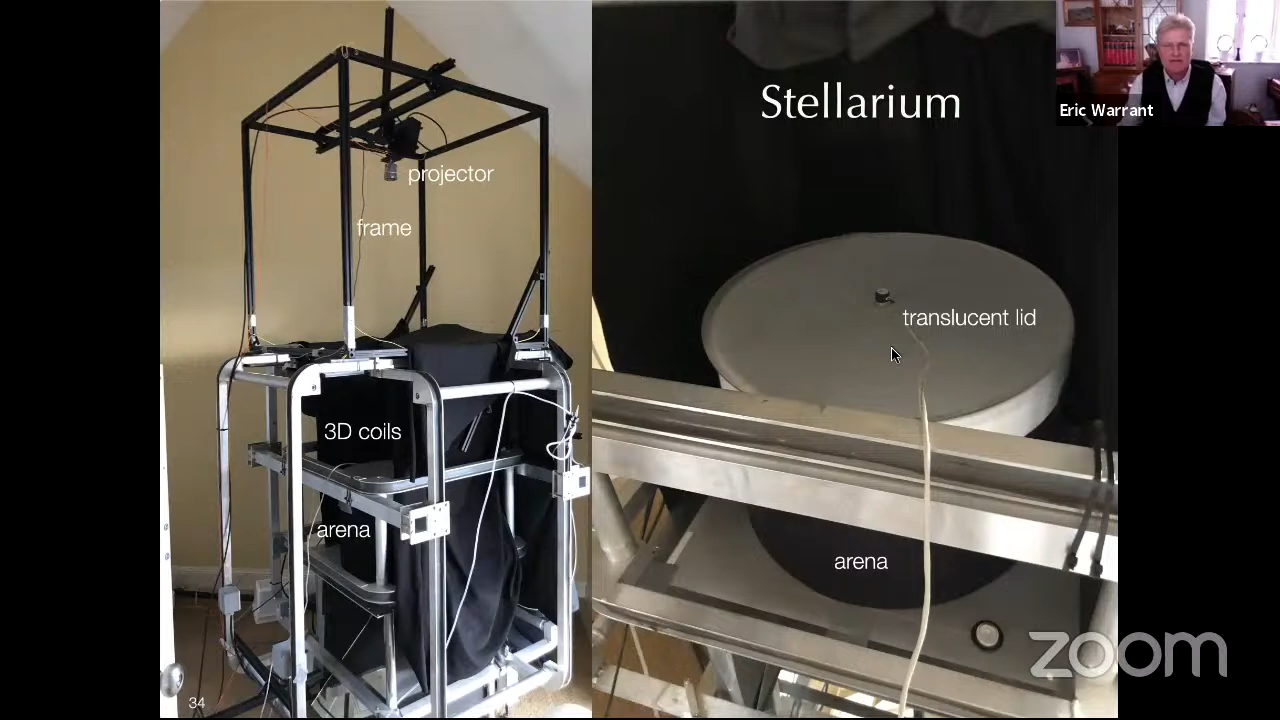 Stellarium
Eric Warrant
projector
frame
translucent lid
3D coils
arena
arena
34
zoom